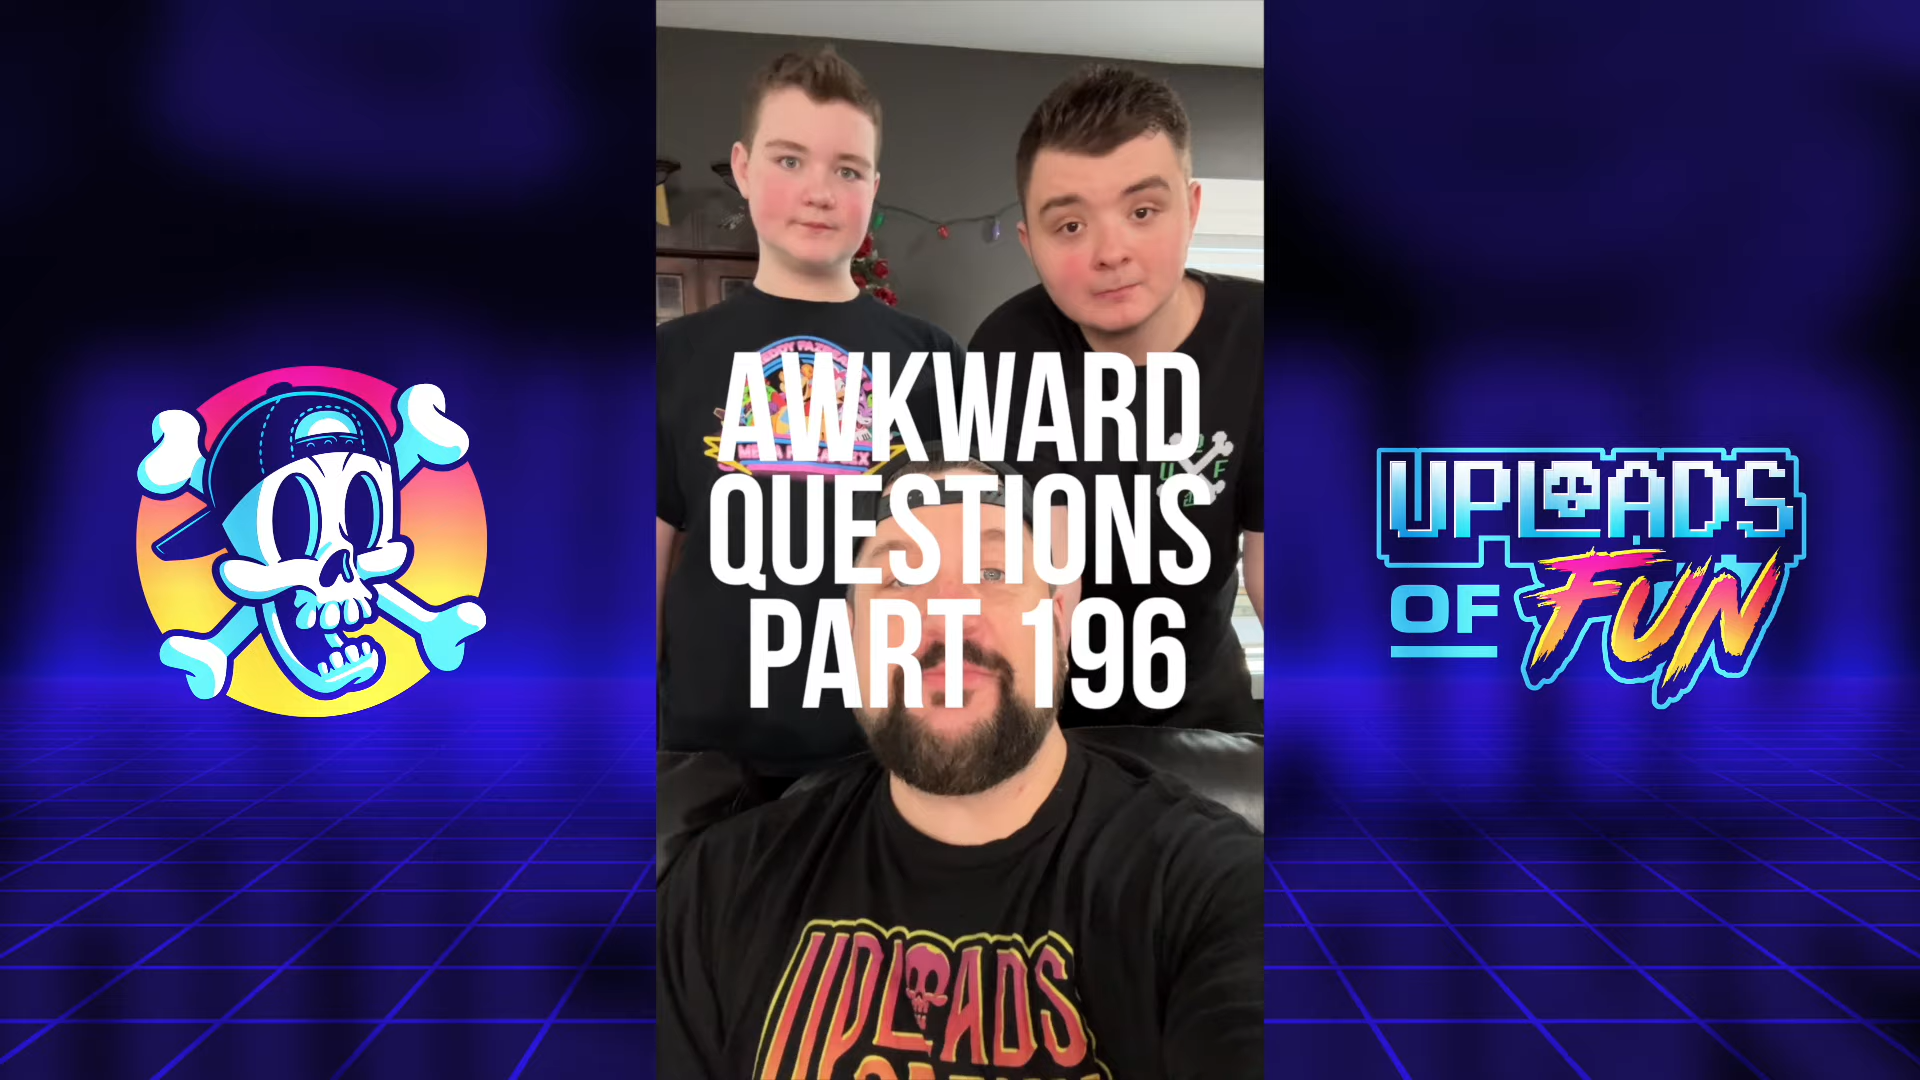 AWKWARD
QUESTIONS
PART 196
UPLOADS
OF FUN
UPLOADS
U F